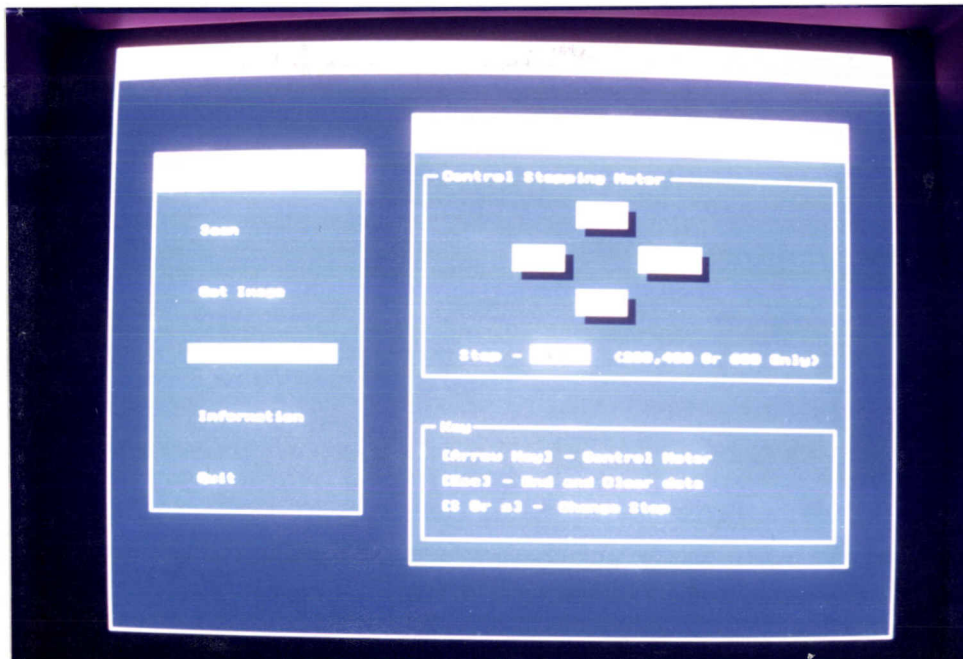 Scan
Get Image
Information
Quit
Control Stepping Motor
Step - (200,400 Or 600 Only)
Key
[Arrow Key] - Control Motor
[Esc] - End and Clear data
[S Or s] - Change Step